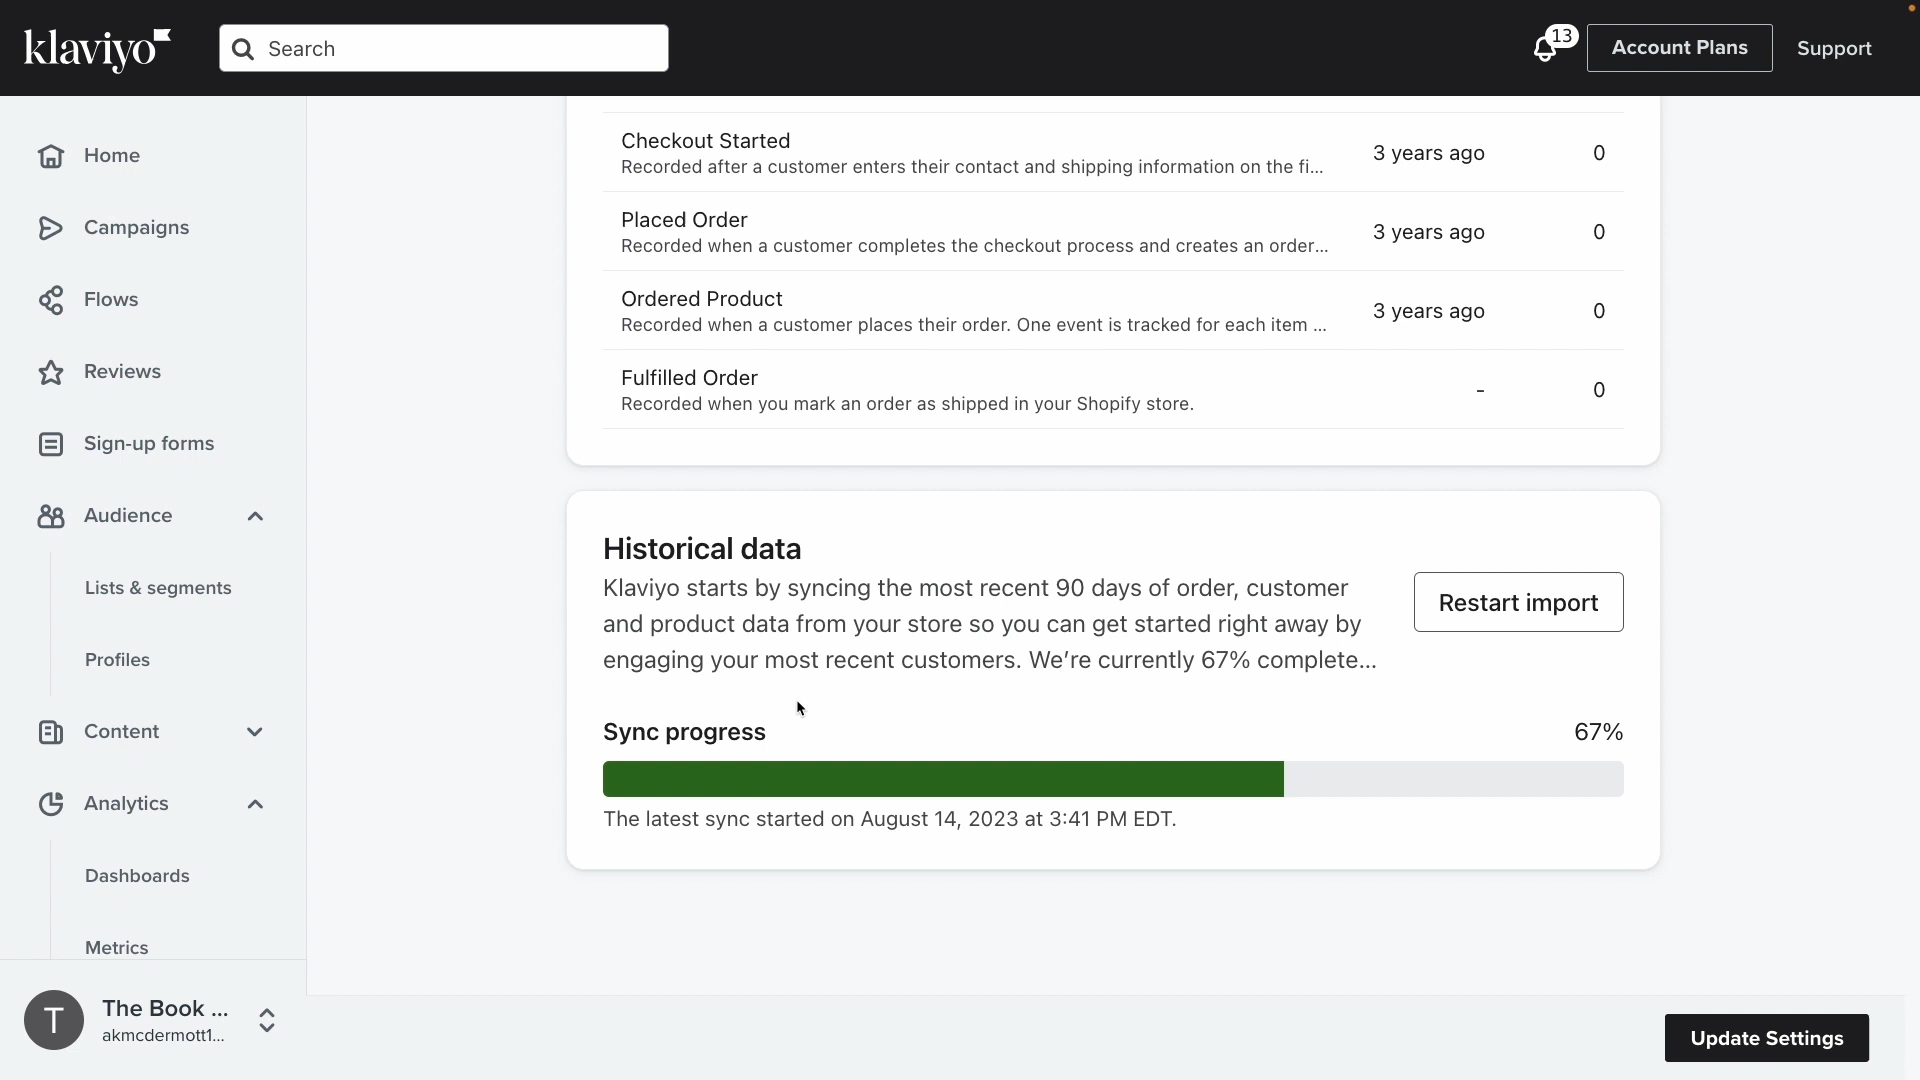 klaviyo
Search
13
Account Plans
Support
Home
Campaigns
Flows
Reviews
Sign-up forms
Audience
Lists & segments
Profiles
Content
Analytics
Dashboards
Metrics
T
The Book ...
akmcdermott1...
Checkout Started
Recorded after a customer enters their contact and shipping information on the fi...
3 years ago
0
Placed Order
Recorded when a customer completes the checkout process and creates an order...
3 years ago
0
Ordered Product
Recorded when a customer places their order. One event is tracked for each item ...
3 years ago
0
Fulfilled Order
Recorded when you mark an order as shipped in your Shopify store.
-
0
Historical data
Klaviyo starts by syncing the most recent 90 days of order, customer
and product data from your store so you can get started right away by
engaging your most recent customers. We’re currently 67% complete...
Restart import
Sync progress
67%
The latest sync started on August 14, 2023 at 3:41 PM EDT.
Update Settings